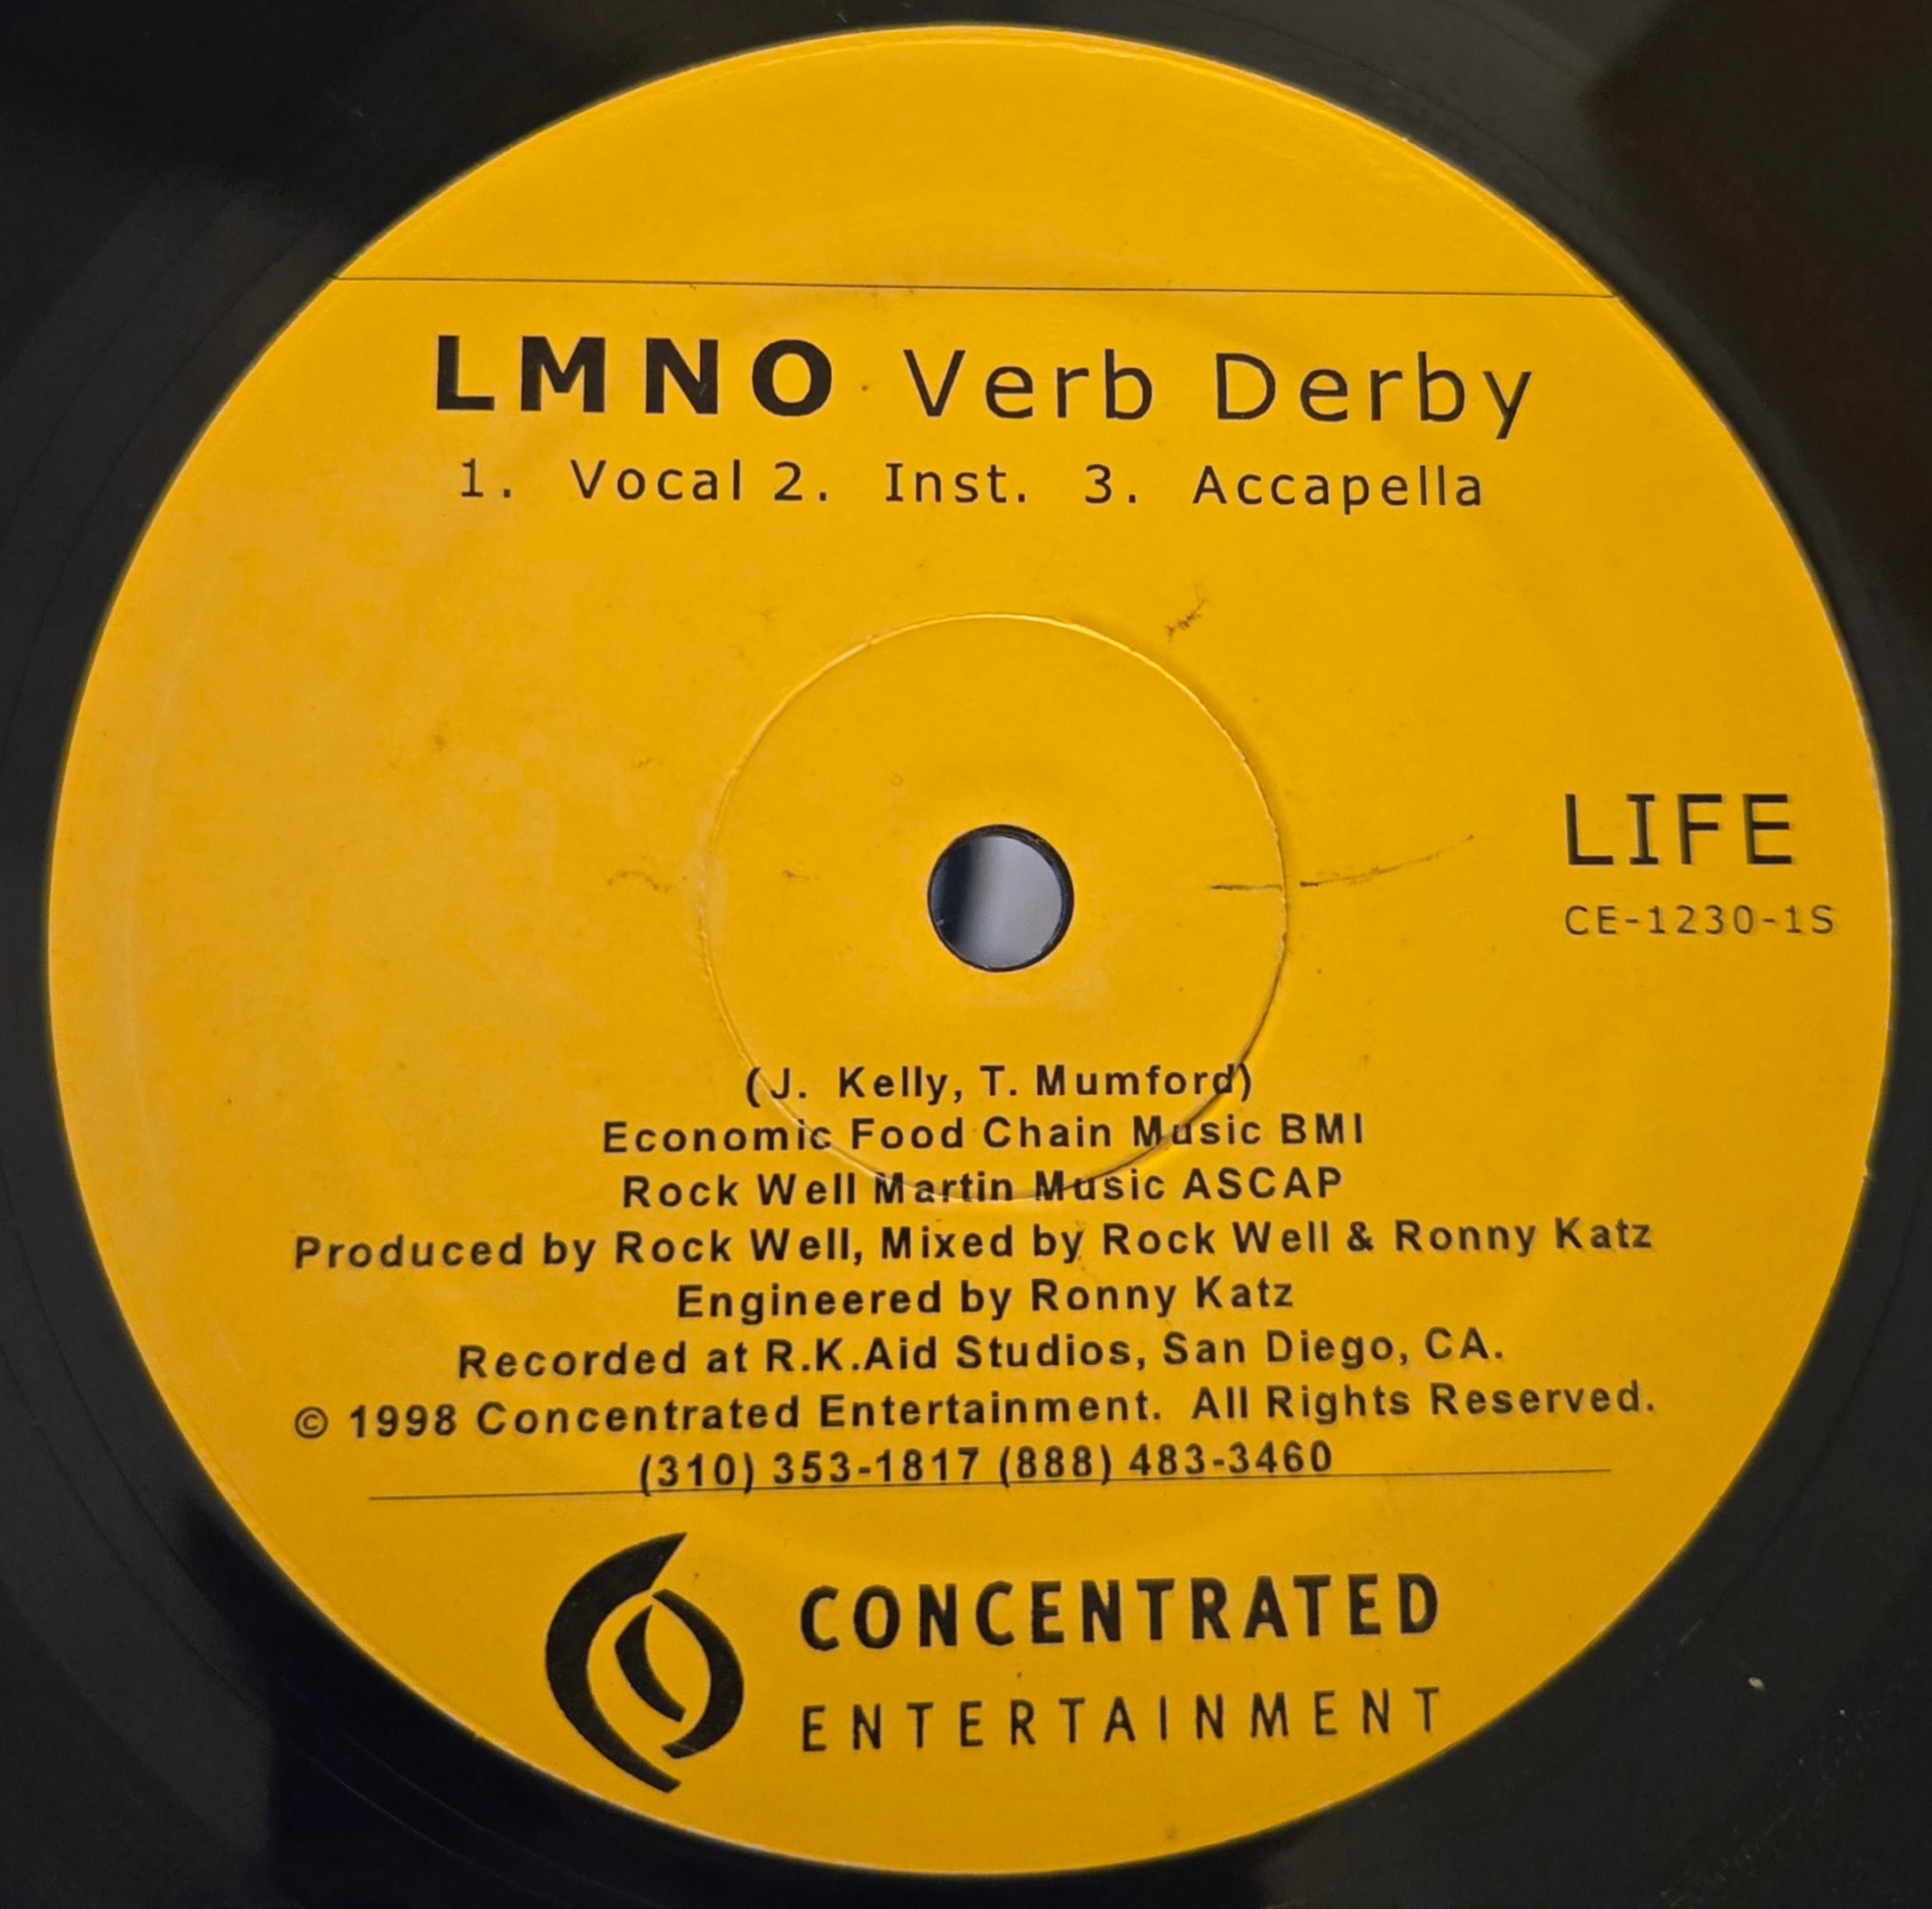 LMNO Verb Derby
1. Vocal 2. Inst. 3. Accapella
LIFE
CE-1230-1S
(J. Kelly, T. Mumford)
Economic Food Chain Music BMI
Rock Well Martin Music ASCAP
Produced by Rock Well, Mixed by Rock Well & Ronny Katz
Engineered by Ronny Katz
Recorded at R.K.Aid Studios, San Diego, CA.
© 1998 Concentrated Entertainment. All Rights Reserved.
(310) 353-1817 (888) 483-3460
CONCENTRATED
ENTERTAINMENT